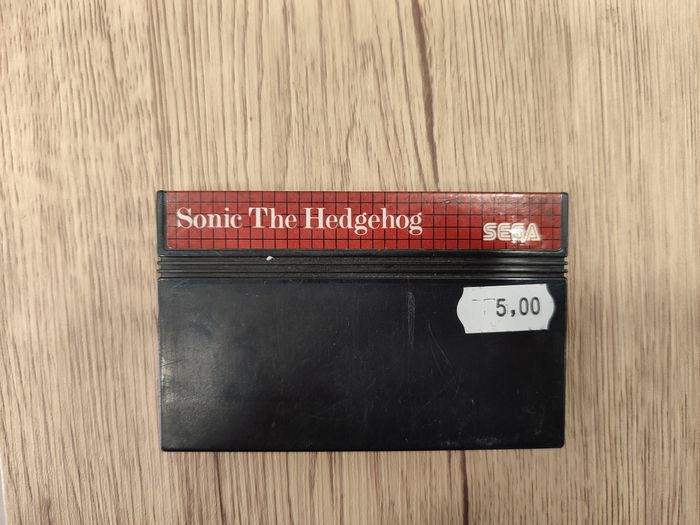 Sonic The Hedgehog
SEGA
5,00